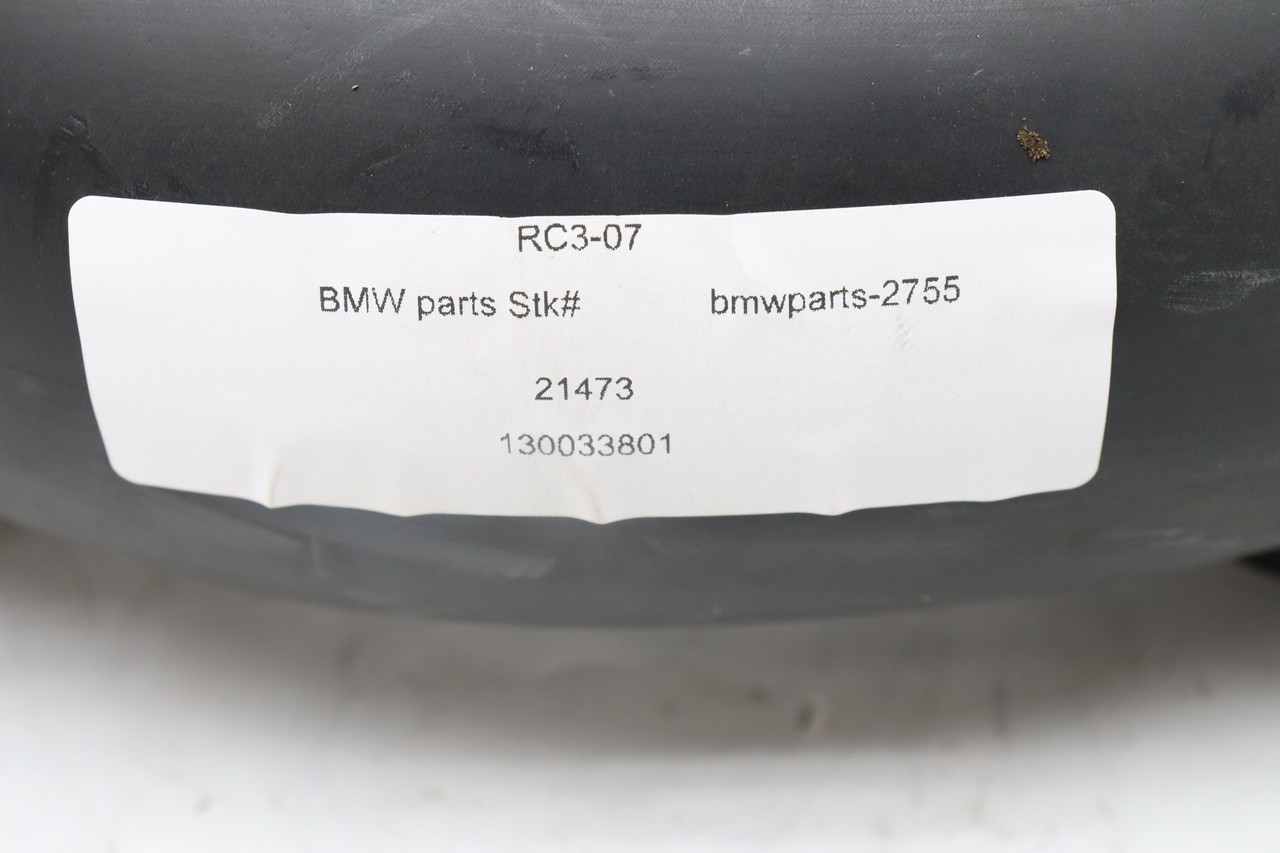 RC3-07
BMW parts Stk# bmwparts-2755
21473
130033801